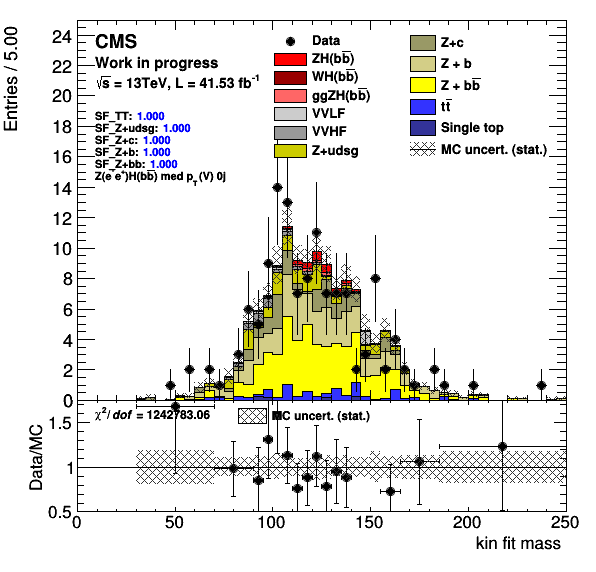 CMS
Work in progress
√s = 13TeV, L = 41.53 fb⁻¹
SF_TT: 1.000
SF_Z+udsg: 1.000
SF_Z+c: 1.000
SF_Z+b: 1.000
SF_Z+bb: 1.000
Z(e⁻e⁺)H(bb̅) med p_T(V) 0j
Data
ZH(bb̅)
WH(bb̅)
ggZH(bb̅)
VVLF
VVHF
Z+udsg
Z+c
Z + b
Z + bb̅
tt̅
Single top
MC uncert. (stat.)
Entries / 5.00
24
22
20
18
16
14
12
10
8
6
4
2
0
χ²/dof = 1242783.06
MC uncert. (stat.)
Data/MC
1.5
1
0.5
0 50 100 150 200 250
kin fit mass